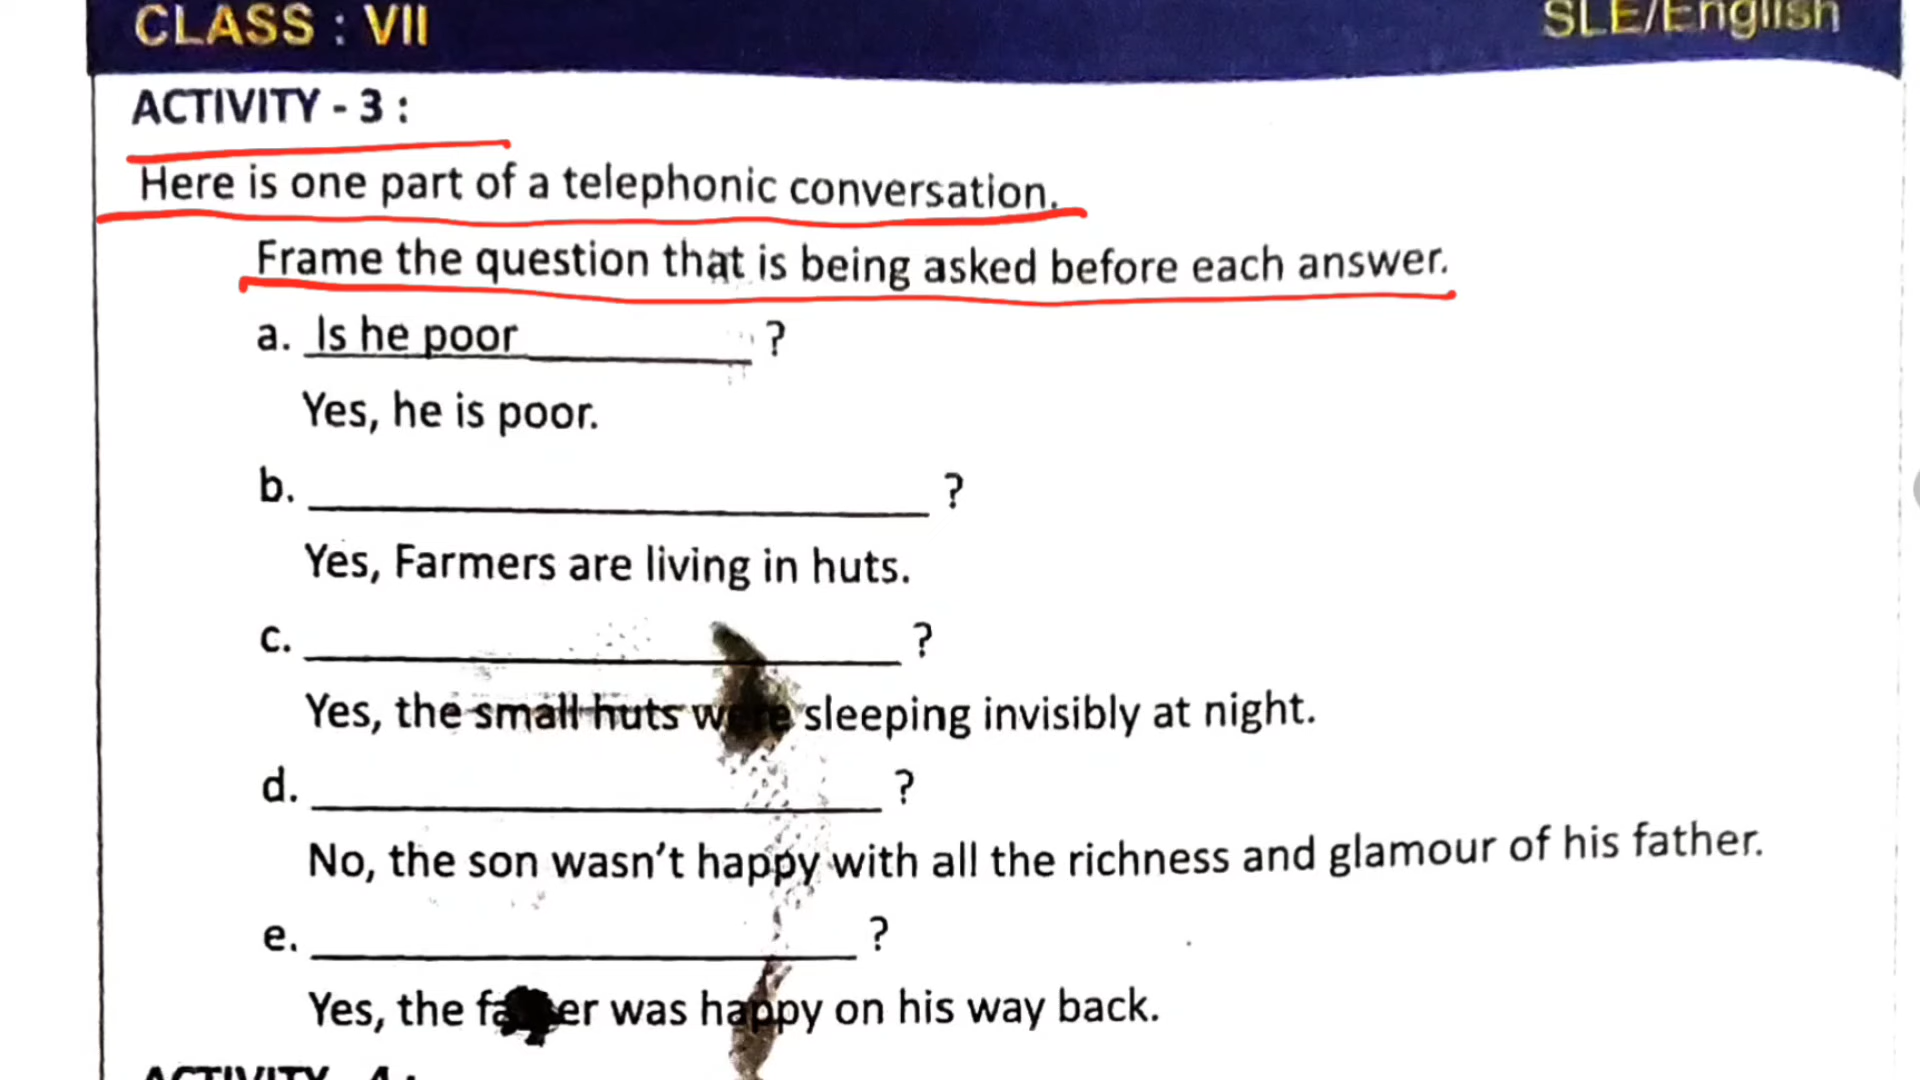 CLASS : VII
SLE/English
ACTIVITY - 3 :
Here is one part of a telephonic conversation.
Frame the question that is being asked before each answer.
a. Is he poor ?
Yes, he is poor.
b. ?
Yes, Farmers are living in huts.
c. ?
Yes, the small huts were sleeping invisibly at night.
d. ?
No, the son wasn't happy with all the richness and glamour of his father.
e. ?
Yes, the was happy on his way back.
ACTIVITY - 4 :